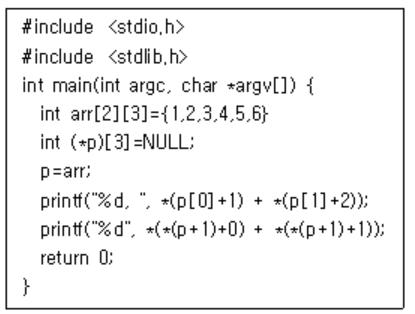 #include <stdio.h>
#include <stdlib.h>
int main(int argc, char *argv[]) {
int arr[2][3]={1,2,3,4,5,6}
int (*p)[3]=NULL;
p=arr;
printf("%d, ", *(p[0]+1) + *(p[1]+2));
printf("%d", *(*(p+1)+0) + *(*(p+1)+1));
return 0;
}